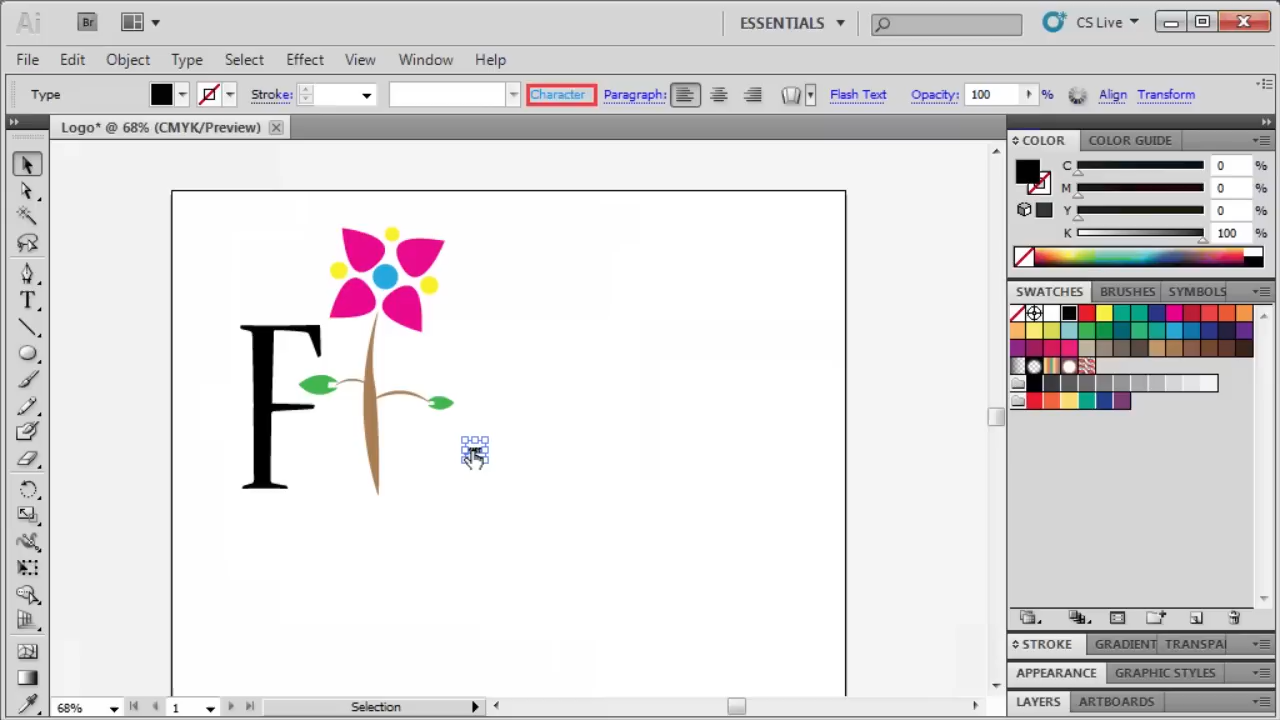 Ai Br ESSENTIALS CS Live
File Edit Object Type Select Effect View Window Help
Type Stroke: Character Paragraph: Flash Text Opacity: 100 % Align Transform
Logo* @ 68% (CMYK/Preview)
COLOR COLOR GUIDE
C 0 %
M 0 %
Y 0 %
K 100 %
SWATCHES BRUSHES SYMBOLS
F
STROKE GRADIENT TRANSPA
APPEARANCE GRAPHIC STYLES
LAYERS ARTBOARDS
68% 1 Selection